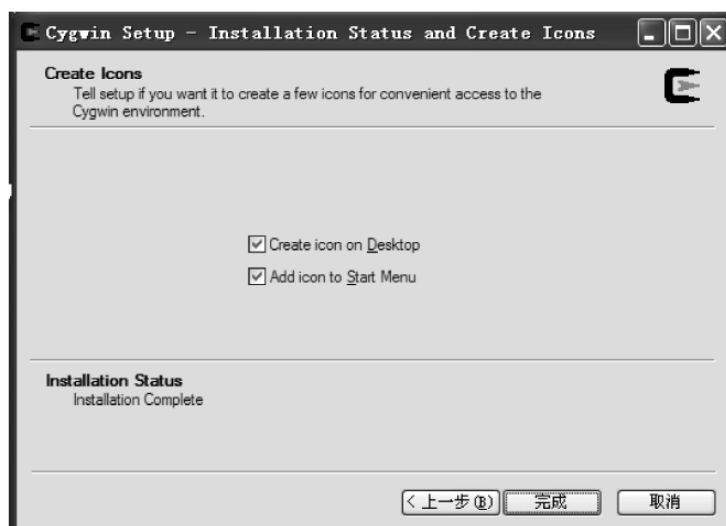 Cygwin Setup - Installation Status and Create Icons
Create Icons
Tell setup if you want it to create a few icons for convenient access to the
Cygwin environment.
Create icon on Desktop
Add icon to Start Menu
Installation Status
Installation Complete
< 上一步(B) 完成 取消